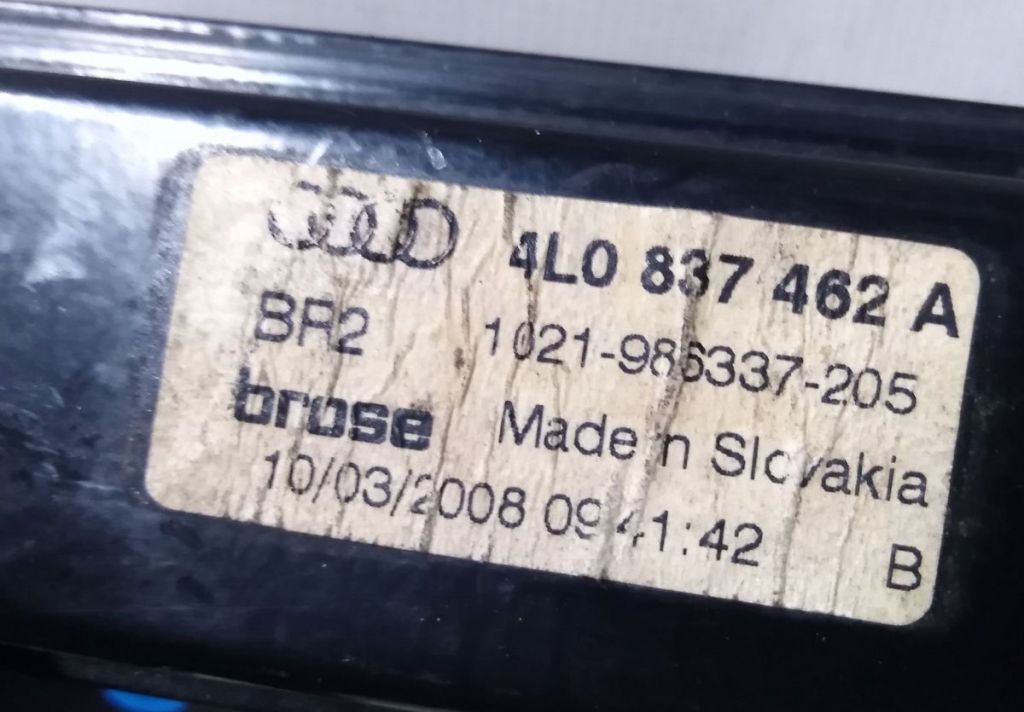 4L0 837 462 A
BR2 1021-986337-205
brose Made in Slovakia
10/03/2008 09:41:42 B